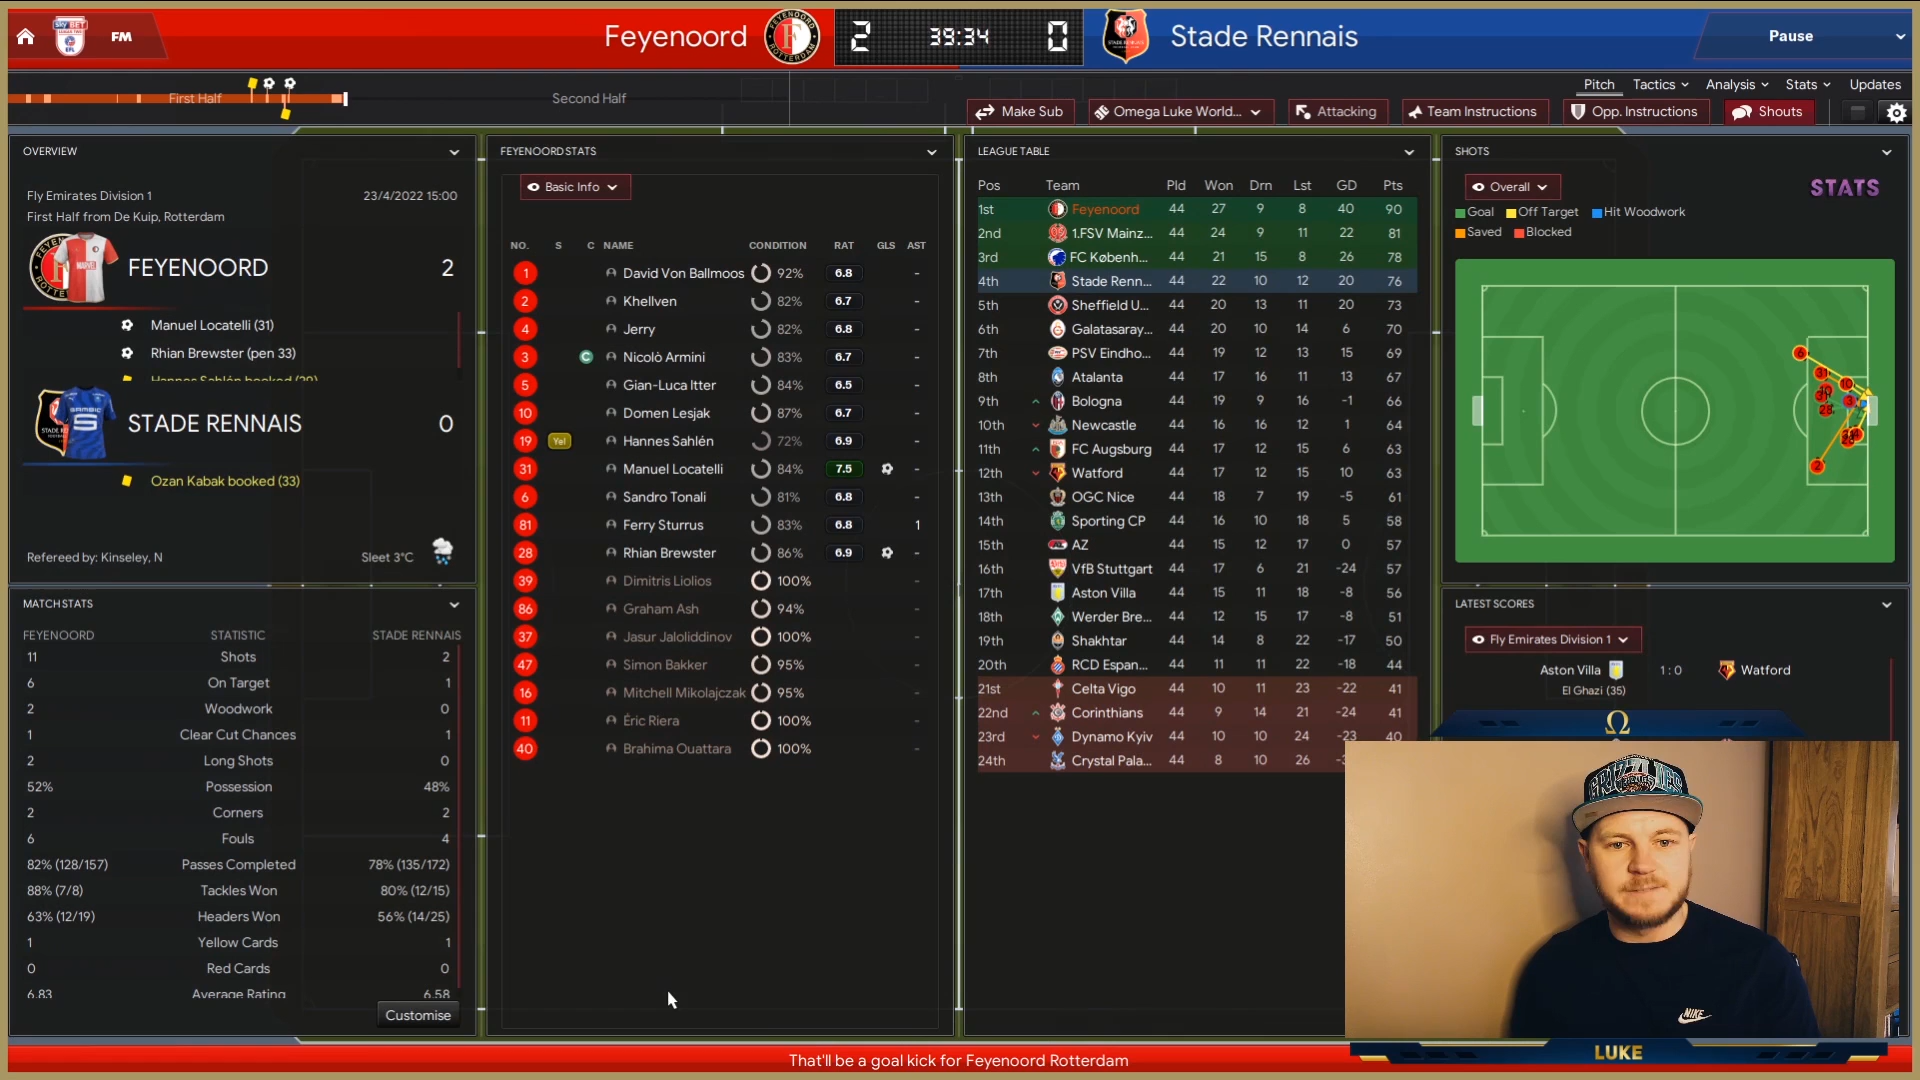 FM
Feyenoord
2
39:34
0
Stade Rennais
Pause
First Half
Second Half
Pitch
Tactics
Analysis
Stats
Updates
Make Sub
Omega Luke World...
Attacking
Team Instructions
Opp. Instructions
Shouts
OVERVIEW
Fly Emirates Division 1
23/4/2022 15:00
First Half from De Kuip, Rotterdam
FEYENOORD 2
Manuel Locatelli (31)
Rhian Brewster (pen 33)
Hannes Sahlén booked (29)
STADE RENNAIS 0
Ozan Kabak booked (33)
Refereed by: Kinseley, N
Sleet 3°C
MATCH STATS
FEYENOORD STATISTIC STADE RENNAIS
11 Shots 2
6 On Target 1
2 Woodwork 0
1 Clear Cut Chances 1
2 Long Shots 0
52% Possession 48%
2 Corners 2
6 Fouls 4
82% (128/157) Passes Completed 78% (135/172)
88% (7/8) Tackles Won 80% (12/15)
63% (12/19) Headers Won 56% (14/25)
1 Yellow Cards 1
0 Red Cards 0
6.83 Average Rating 6.58
Customise
FEYENOORD STATS
Basic Info
NO. S C NAME CONDITION RAT GLS AST
1 David Von Ballmoos 92% 6.8 -
2 Khellven 82% 6.7 -
4 Jerry 82% 6.8 -
3 C Nicolò Armini 83% 6.7 -
5 Gian-Luca Itter 84% 6.5 -
10 Domen Lesjak 87% 6.7 -
19 Yel Hannes Sahlén 72% 6.9 -
31 Manuel Locatelli 84% 7.5 -
6 Sandro Tonali 81% 6.8 -
81 Ferry Sturrus 83% 6.8 1
28 Rhian Brewster 86% 6.9 -
39 Dimitris Liolios 100% -
86 Graham Ash 94% -
37 Jasur Jaloliddinov 100% -
47 Simon Bakker 95% -
16 Mitchell Mikolajczak 95% -
11 Éric Riera 100% -
40 Brahima Ouattara 100% -
LEAGUE TABLE
Pos Team Pld Won Drn Lst GD Pts
1st Feyenoord 44 27 9 8 40 90
2nd 1.FSV Mainz... 44 24 9 11 22 81
3rd FC Københ... 44 21 15 8 26 78
4th Stade Renn... 44 22 10 12 20 76
5th Sheffield U... 44 20 13 11 20 73
6th Galatasaray... 44 20 10 14 6 70
7th PSV Eindho... 44 19 12 13 15 69
8th Atalanta 44 17 16 11 13 67
9th Bologna 44 19 9 16 -1 66
10th Newcastle 44 16 16 12 1 64
11th FC Augsburg 44 17 12 15 6 63
12th Watford 44 17 12 15 10 63
13th OGC Nice 44 18 7 19 -5 61
14th Sporting CP 44 16 10 18 5 58
15th AZ 44 15 12 17 0 57
16th VfB Stuttgart 44 17 6 21 -24 57
17th Aston Villa 44 15 11 18 -8 56
18th Werder Bre... 44 12 15 17 -8 51
19th Shakhtar 44 14 8 22 -17 50
20th RCD Espan... 44 11 11 22 -18 44
21st Celta Vigo 44 10 11 23 -22 41
22nd Corinthians 44 9 14 21 -24 41
23rd Dynamo Kyiv 44 10 10 24 -23 40
24th Crystal Pala... 44 8 10 26
SHOTS
Overall
STATS
Goal Off Target Hit Woodwork
Saved Blocked
6
2
28
LATEST SCORES
Fly Emirates Division 1
Aston Villa 1 : 0 Watford
El Ghazi (35)
Ω
GRIZZLIES
NIKE
LUKE
That'll be a goal kick for Feyenoord Rotterdam